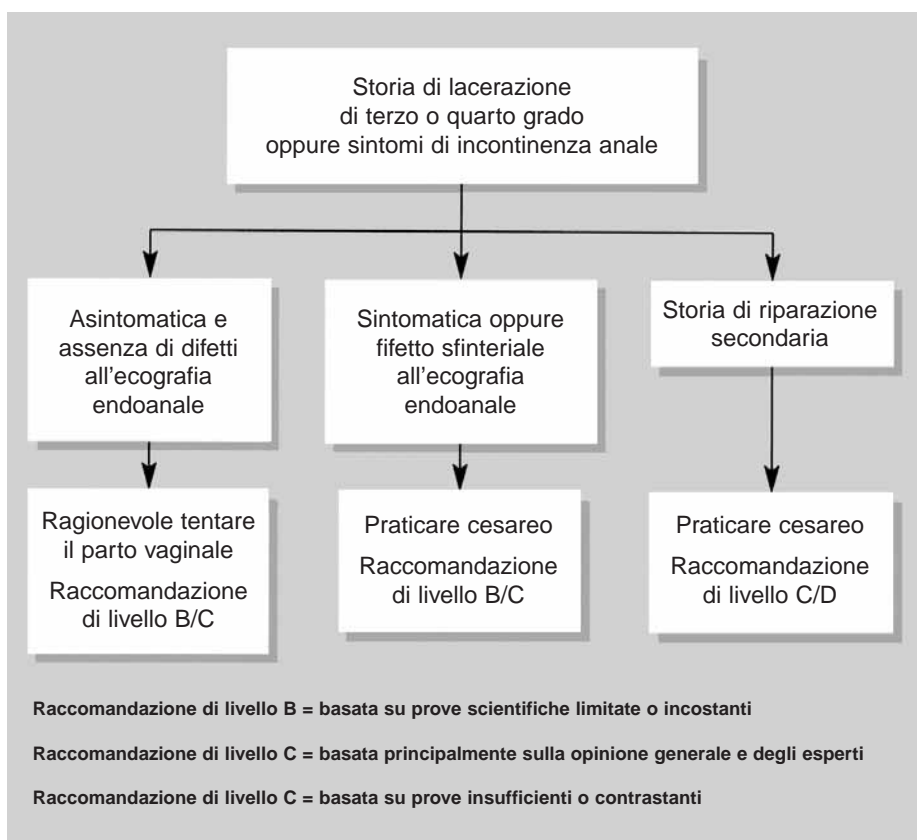 Storia di lacerazione
di terzo o quarto grado
oppure sintomi di incontinenza anale
Asintomatica e
assenza di difetti
all'ecografia
endoanale
Sintomatica oppure
fifetto sfinteriale
all'ecografia
endoanale
Storia di riparazione
secondaria
Ragionevole tentare
il parto vaginale
Raccomandazione
di livello B/C
Praticare cesareo
Raccomandazione
di livello B/C
Praticare cesareo
Raccomandazione
di livello C/D
Raccomandazione di livello B = basata su prove scientifiche limitate o incostanti
Raccomandazione di livello C = basata principalmente sulla opinione generale e degli esperti
Raccomandazione di livello C = basata su prove insufficienti o contrastanti